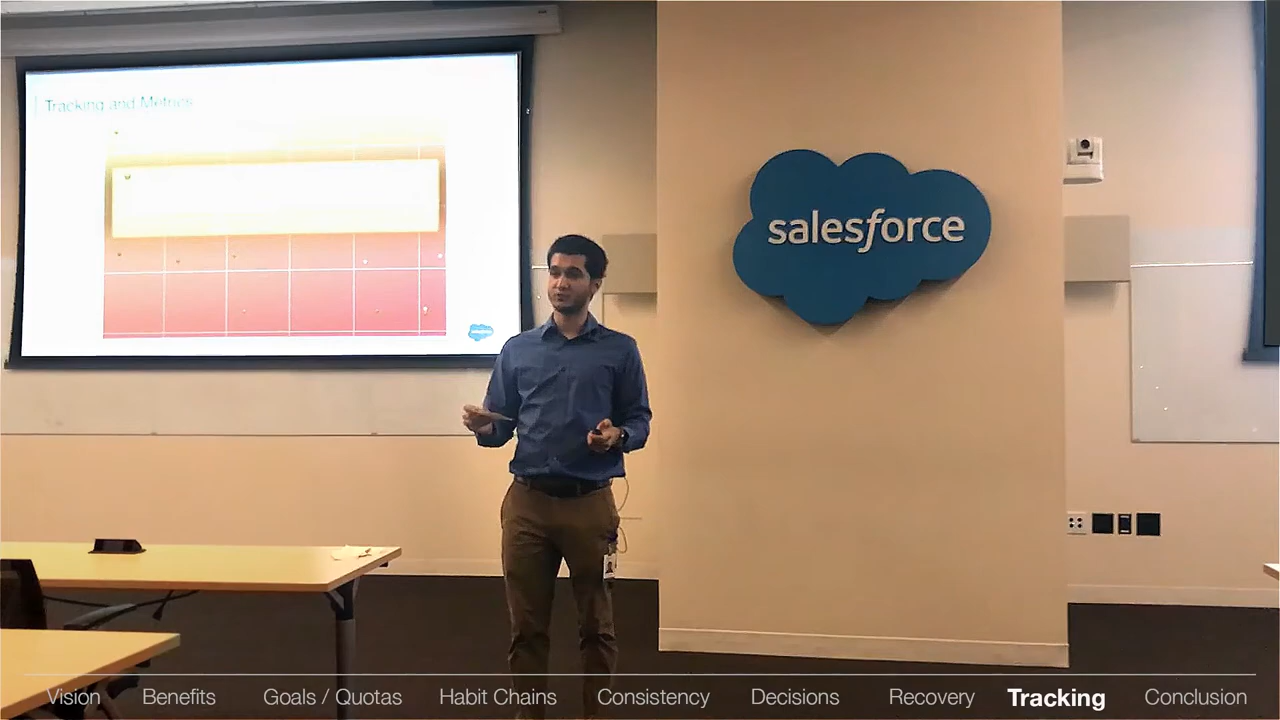 Tracking and Metrics
salesforce
Vision Benefits Goals / Quotas Habit Chains Consistency Decisions Recovery Tracking Conclusion